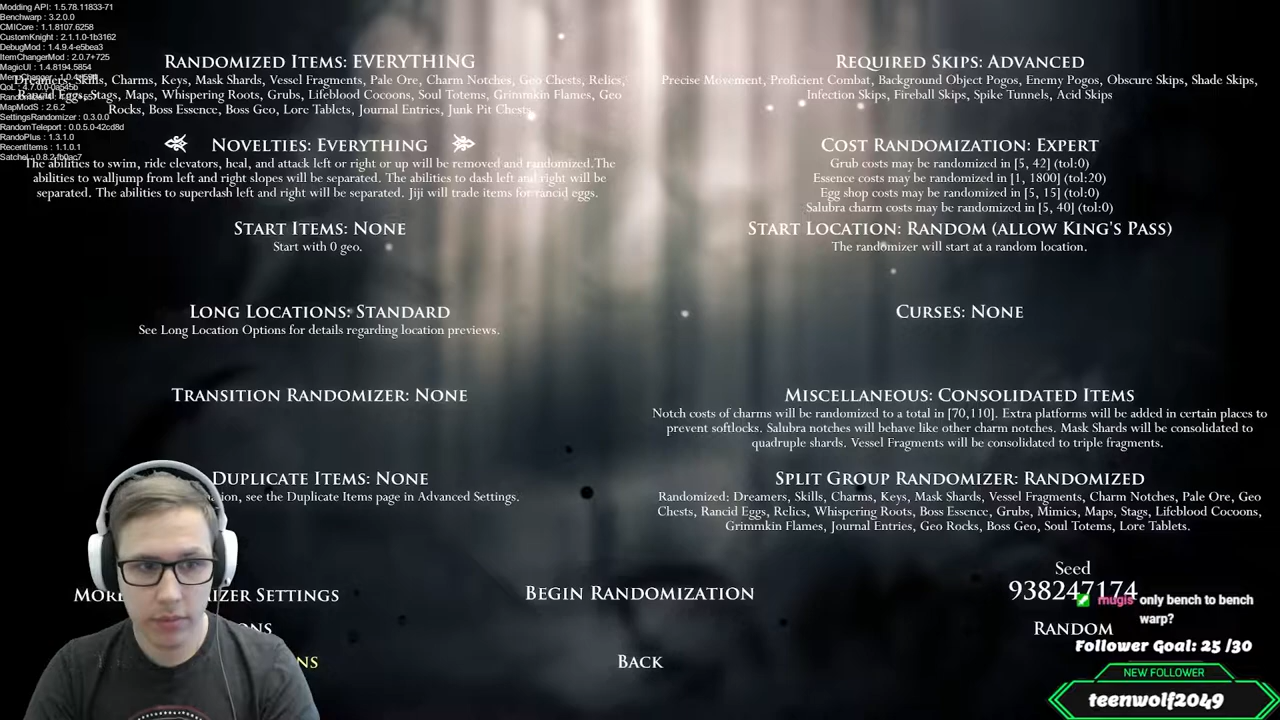 Modding API: 1.5.78.11833-71
Benchwarp : 3.2.0.0
CMICore : 1.1.8107.6258
CustomKnight : 2.1.1.0-1b3162
DebugMod : 1.4.9.4-e5bea3
ItemChangerMod : 2.0.7+725
MagicUI : 1.4.8194.5854
MapModS : 2.6.2
SettingsRandomizer : 0.3.0.0
RandomTeleport : 0.0.5.0-42cd8d
RandoPlus : 1.3.1.0
RecentItems : 1.1.0.1
Randomized Items: EVERYTHING
Skills, Charms, Keys, Mask Shards, Vessel Fragments, Pale Ore, Charm Notches, Geo Chests, Relics,
Rancid Eggs, Stags, Maps, Whispering Roots, Grubs, Lifeblood Cocoons, Soul Totems, Grimmkin Flames, Geo
Rocks, Boss Essence, Boss Geo, Lore Tablets, Journal Entries, Junk Pit Chests
Novelties: Everything
The abilities to swim, ride elevators, heal, and attack left or right or up will be removed and randomized.The
abilities to walljump from left and right slopes will be separated. The abilities to dash left and right will be
separated. The abilities to superdash left and right will be separated. Jiji will trade items for rancid eggs.
Start Items: None
Start with 0 geo.
Long Locations: Standard
See Long Location Options for details regarding location previews.
Transition Randomizer: None
Duplicate Items: None
see the Duplicate Items page in Advanced Settings.
Required Skips: Advanced
Precise Movement, Proficient Combat, Background Object Pogos, Enemy Pogos, Obscure Skips, Shade Skips,
Infection Skips, Fireball Skips, Spike Tunnels, Acid Skips
Cost Randomization: Expert
Grub costs may be randomized in [5, 42] (tol:0)
Essence costs may be randomized in [1, 1800] (tol:20)
Egg shop costs may be randomized in [5, 15] (tol:0)
Salubra charm costs may be randomized in [5, 40] (tol:0)
Start Location: Random (allow King's Pass)
The randomizer will start at a random location.
Curses: None
Miscellaneous: Consolidated Items
Notch costs of charms will be randomized to a total in [70,110]. Extra platforms will be added in certain places to
prevent softlocks. Salubra notches will behave like other charm notches. Mask Shards will be consolidated to
quadruple shards. Vessel Fragments will be consolidated to triple fragments.
Split Group Randomizer: Randomized
Randomized: Dreamers, Skills, Charms, Keys, Mask Shards, Vessel Fragments, Charm Notches, Pale Ore, Geo
Chests, Rancid Eggs, Relics, Whispering Roots, Boss Essence, Grubs, Mimics, Maps, Stags, Lifeblood Cocoons,
Grimmkin Flames, Journal Entries, Geo Rocks, Boss Geo, Soul Totems, Lore Tablets.
Begin Randomization
Back
Seed
938247174
Random
mugis only bench to bench
warp?
Follower Goal: 25 /30
NEW FOLLOWER
teenwolf2049